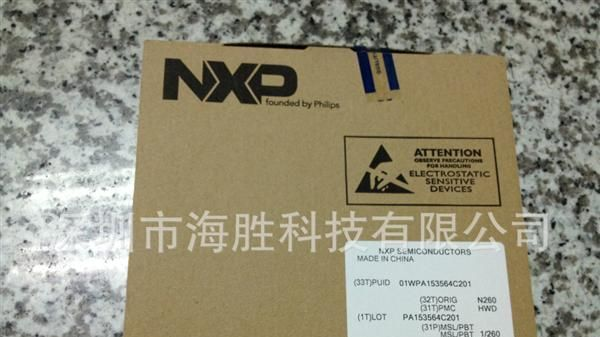 NXP
founded by Philips
QUALITY
ATTENTION
OBSERVE PRECAUTIONS
FOR HANDLING
ELECTROSTATIC
SENSITIVE
DEVICES
深圳市海胜科技有限公司
NXP SEMICONDUCTORS
MADE IN CHINA
(33T)PUID 01WPA153564C201
(32T)ORIG N260
(31T)PMC HWD
(1T)LOT PA153564C201
(31P)MSL/PBT
MSL/PBT 1/260